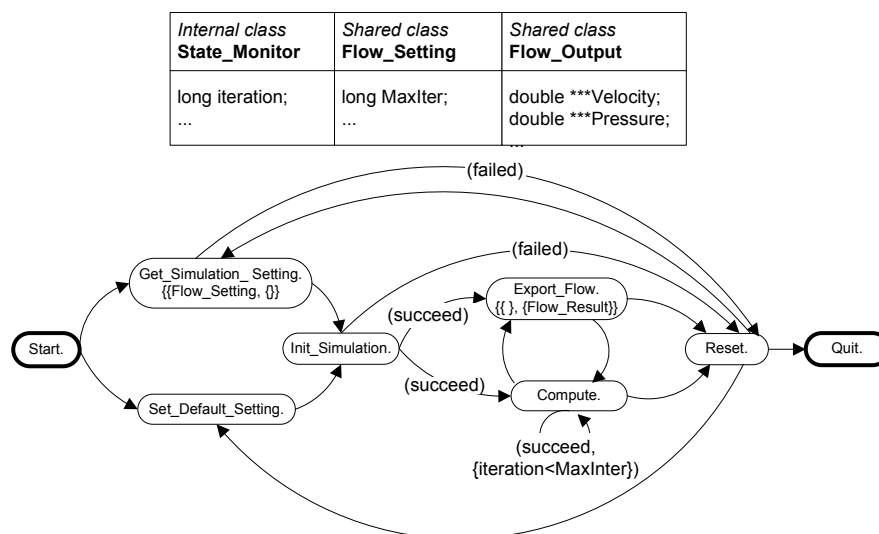 Internal class
State_Monitor
Shared class
Flow_Setting
Shared class
Flow_Output
long iteration;
...
long MaxIter;
...
double ***Velocity;
double ***Pressure;
...
(failed)
Get_Simulation_ Setting.
{{Flow_Setting, {}}
(failed)
Export_Flow.
{{ }, {Flow_Result}}
(succeed)
Start.
Init_Simulation.
Reset.
Quit.
(succeed)
Set_Default_Setting.
Compute.
(succeed,
{iteration<MaxInter})